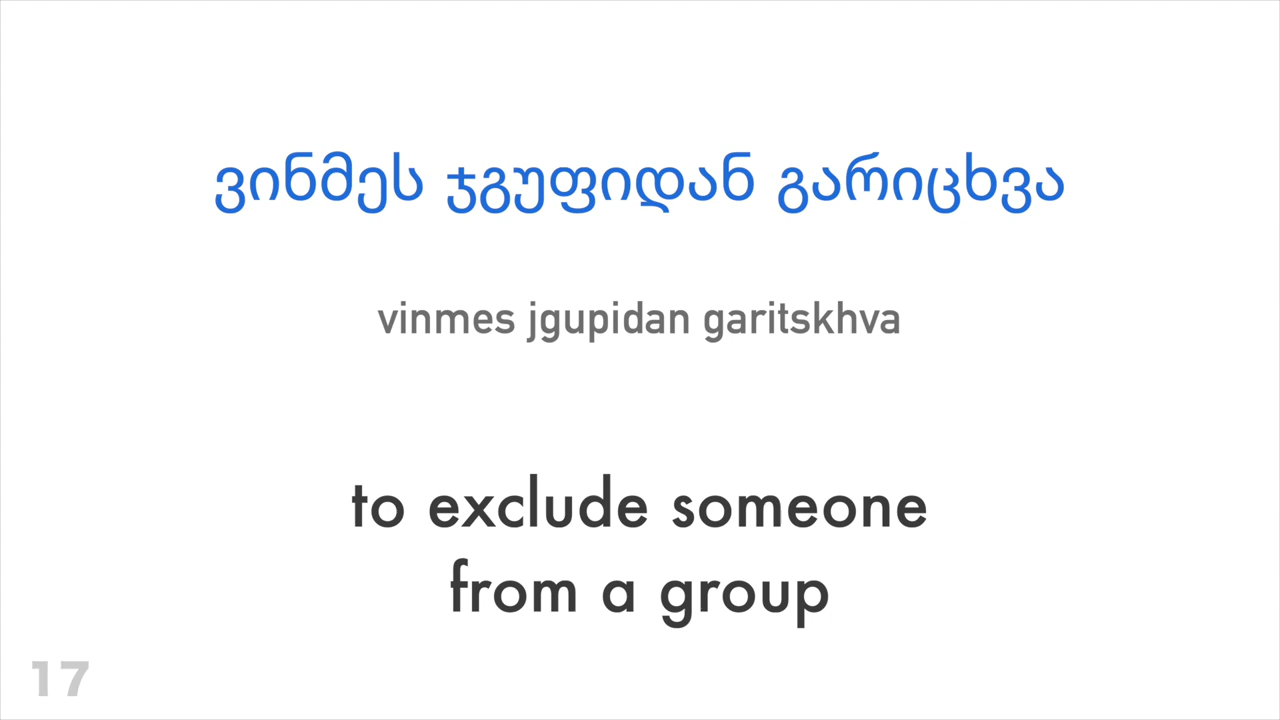 ვინმეს ჯგუფიდან გარიცხვა
vinmes jgupidan garitskhva
to exclude someone
from a group
17